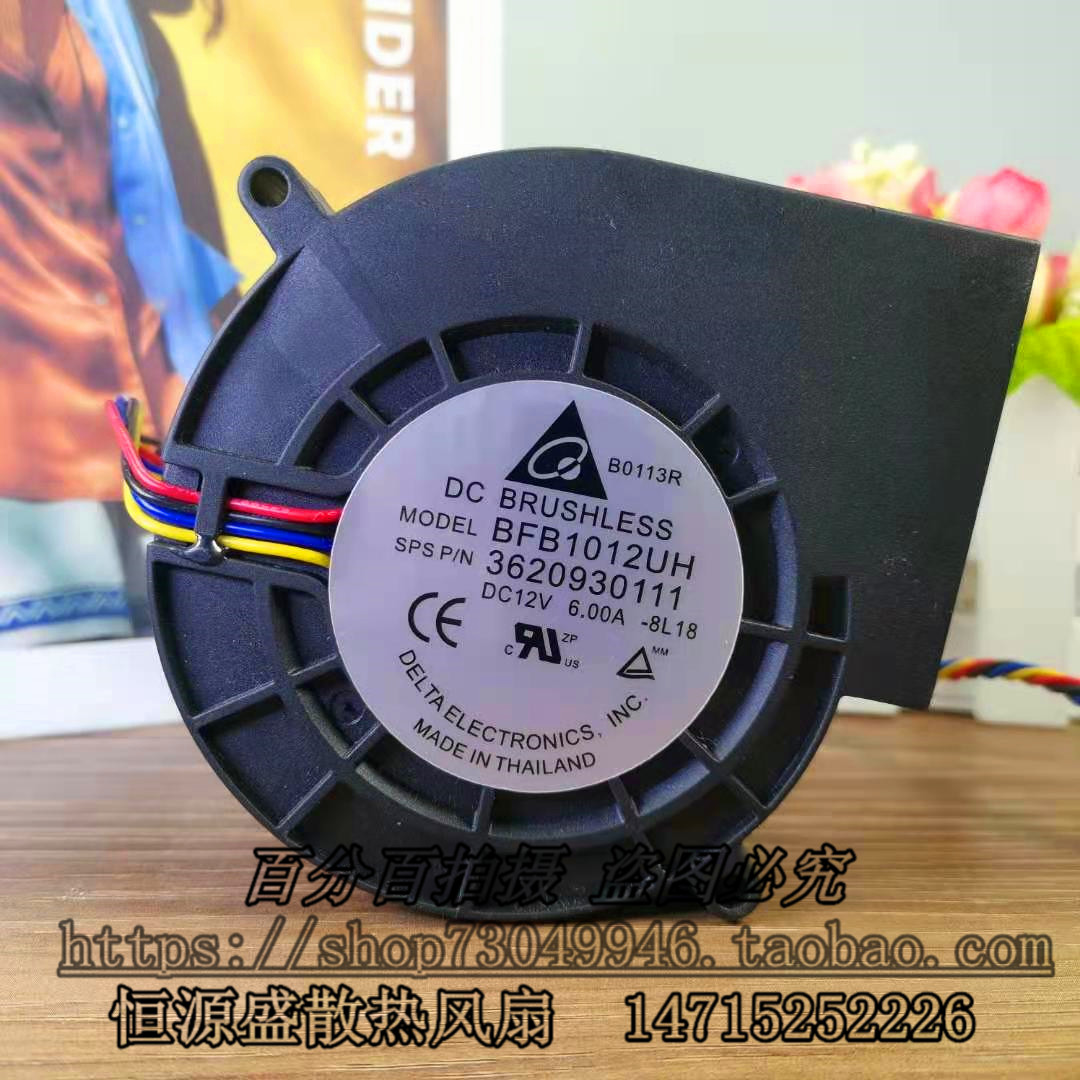 IDER
B0113R
DC BRUSHLESS
MODEL BFB1012UH
SPS P/N 3620930111
DC12V 6.00A -8L18
CE
c RU US ZP
MM
DELTA ELECTRONICS, INC.
MADE IN THAILAND
百分百拍摄 盗图必究
https://shop73049946.taobao.com
恒源盛散热风扇 14715252226